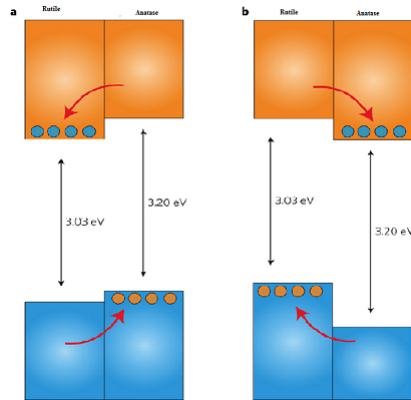 a
Rutile
Anatase
3.03 eV
3.20 eV
b
Rutile
Anatase
3.03 eV
3.20 eV